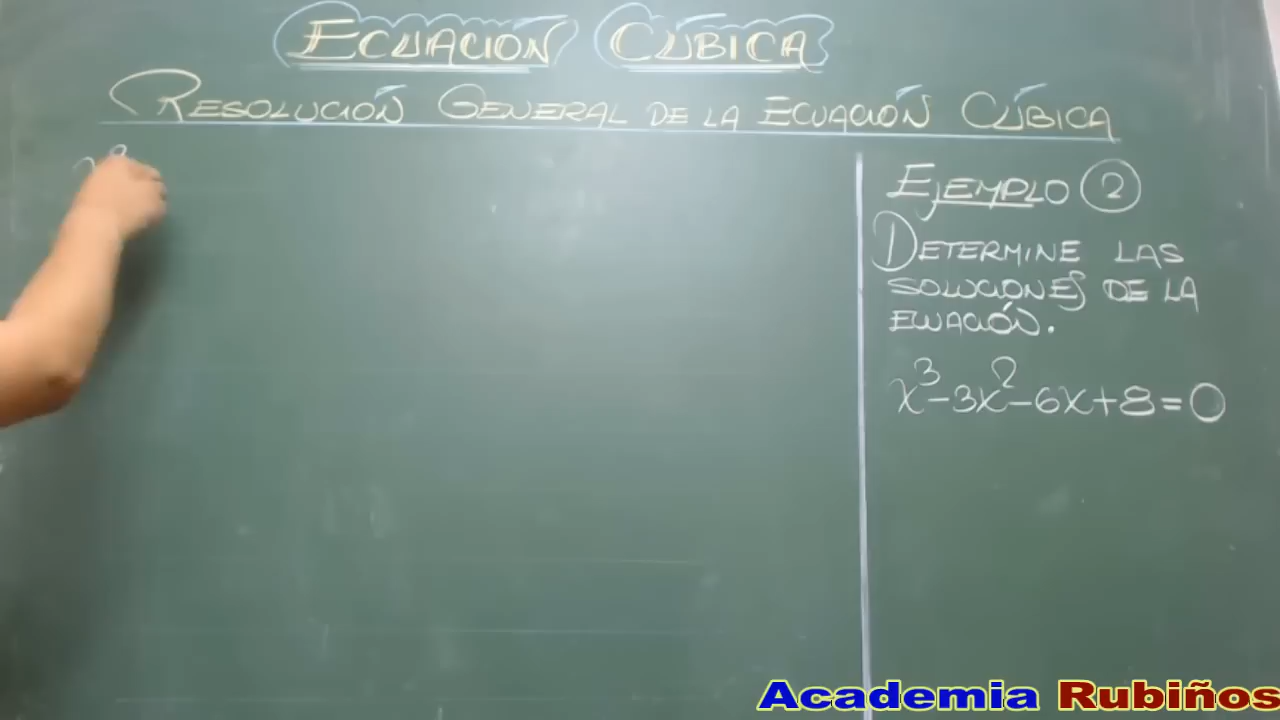 ECUACIÓN CÚBICA
RESOLUCIÓN GENERAL DE LA ECUACIÓN CÚBICA
EJEMPLO 2
DETERMINE LAS
SOLUCIONES DE LA
ECUACIÓN.
x³-3x²-6x+8=0
Academia Rubiños